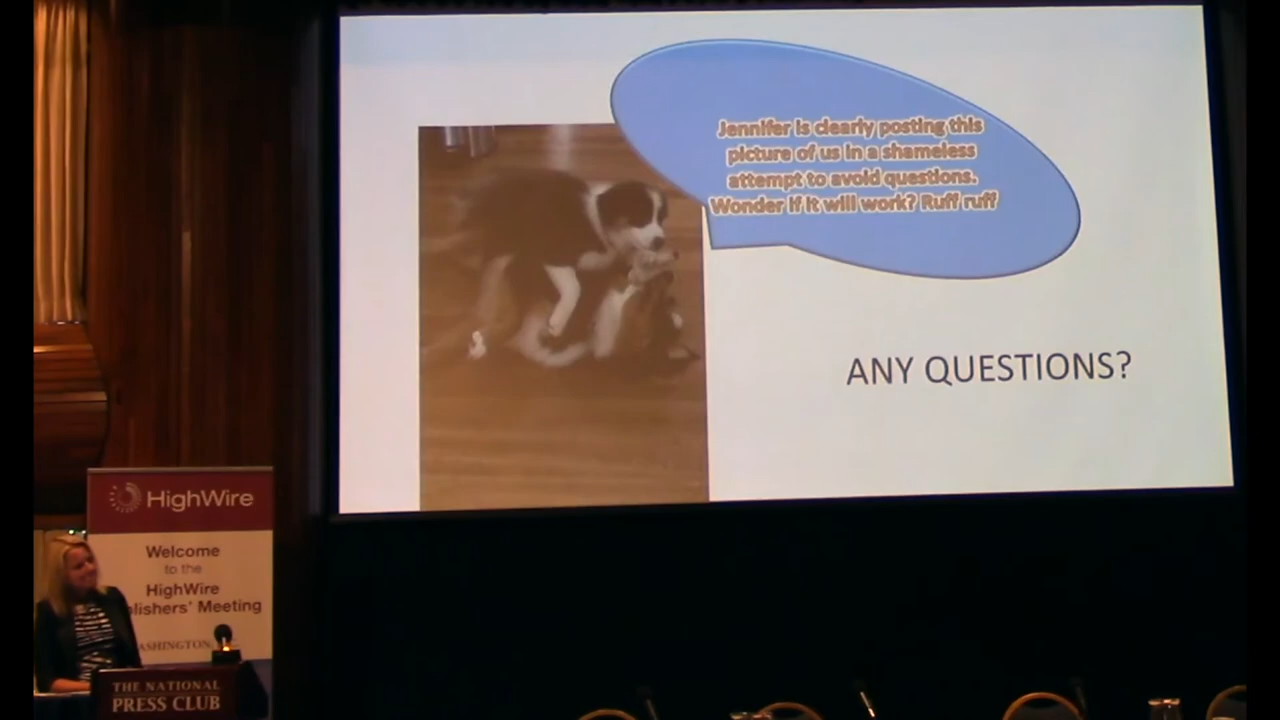 Jennifer is clearly posting this
picture of us in a shameless
attempt to avoid questions.
Wonder if it will work? Ruff ruff
ANY QUESTIONS?
HighWire
Welcome
to the
HighWire
blishers' Meeting
ASHINGTON,
THE NATIONAL
PRESS CLUB